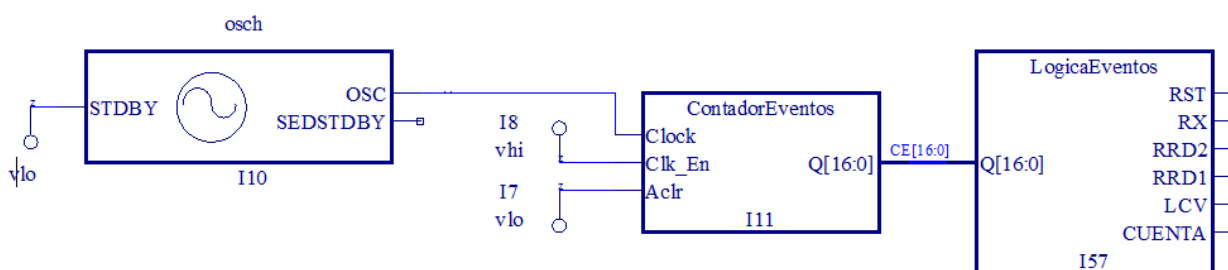 osch
STDBY
OSC
SEDSTDBY
vlo
I10
I8
vhi
I7
vlo
ContadorEventos
Clock
Clk_En
Aclr
Q[16:0]
I11
CE[16:0]
LogicaEventos
Q[16:0]
RST
RX
RRD2
RRD1
LCV
CUENTA
I57